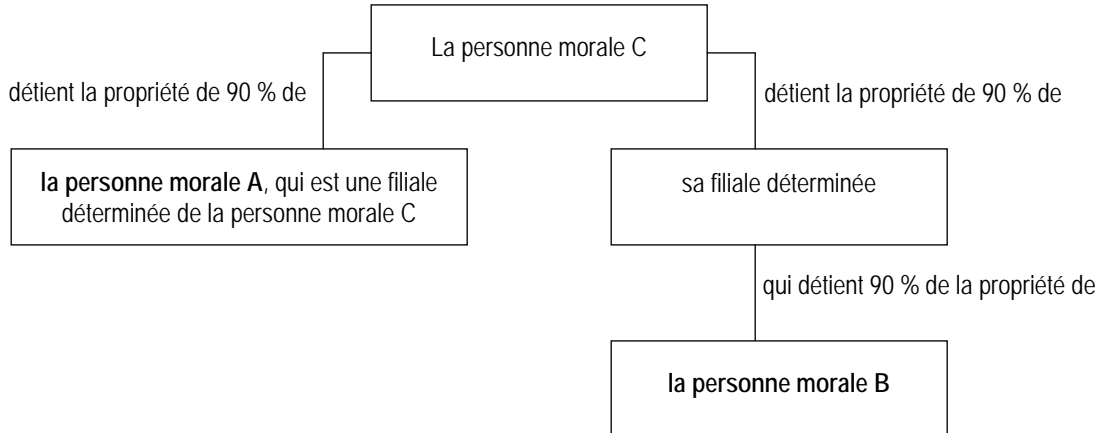 La personne morale C
détient la propriété de 90 % de
détient la propriété de 90 % de
la personne morale A, qui est une filiale
déterminée de la personne morale C
sa filiale déterminée
qui détient 90 % de la propriété de
la personne morale B